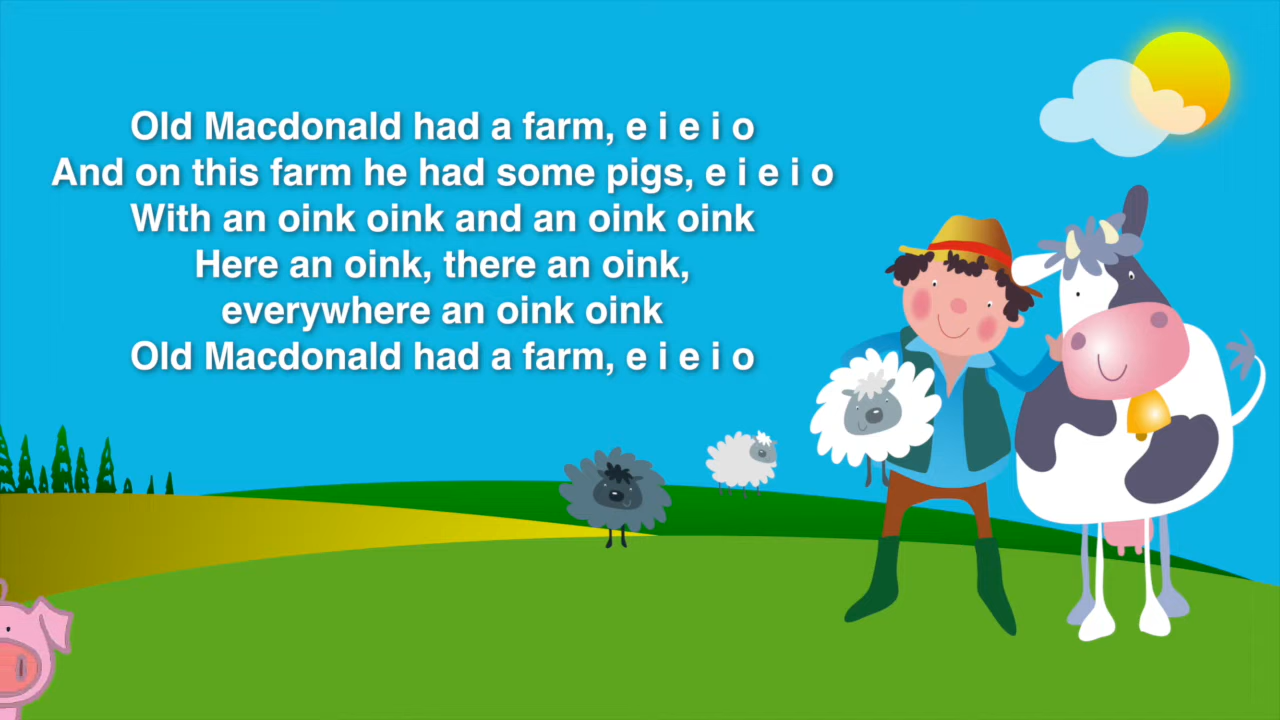 Old Macdonald had a farm, e i e i o
And on this farm he had some pigs, e i e i o
With an oink oink and an oink oink
Here an oink, there an oink,
everywhere an oink oink
Old Macdonald had a farm, e i e i o